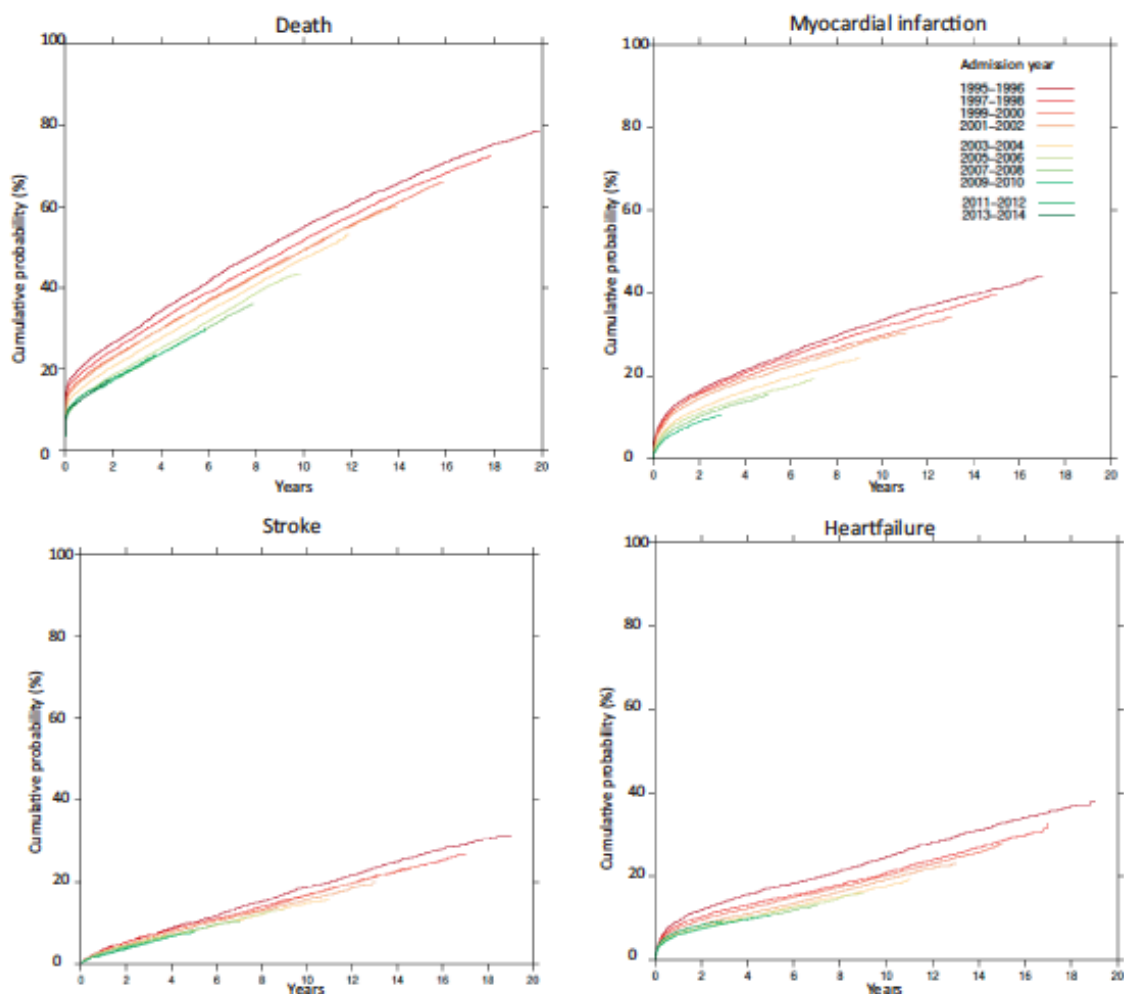 Death
100
80
60
40
20
0
Cumulative probability (%)
0 2 4 6 8 10 12 14 16 18 20
Years
Myocardial infarction
100
80
60
40
20
0
Cumulative probability (%)
Admission year
1995-1996
1997-1998
1999-2000
2001-2002
2003-2004
2005-2006
2007-2008
2009-2010
2011-2012
2013-2014
0 2 4 6 8 10 12 14 16 18 20
Years
Stroke
100
80
60
40
20
0
Cumulative probability (%)
0 2 4 6 8 10 12 14 16 18 20
Years
Heartfailure
100
80
60
40
20
0
Cumulative probability (%)
0 2 4 6 8 10 12 14 16 18 20
Years